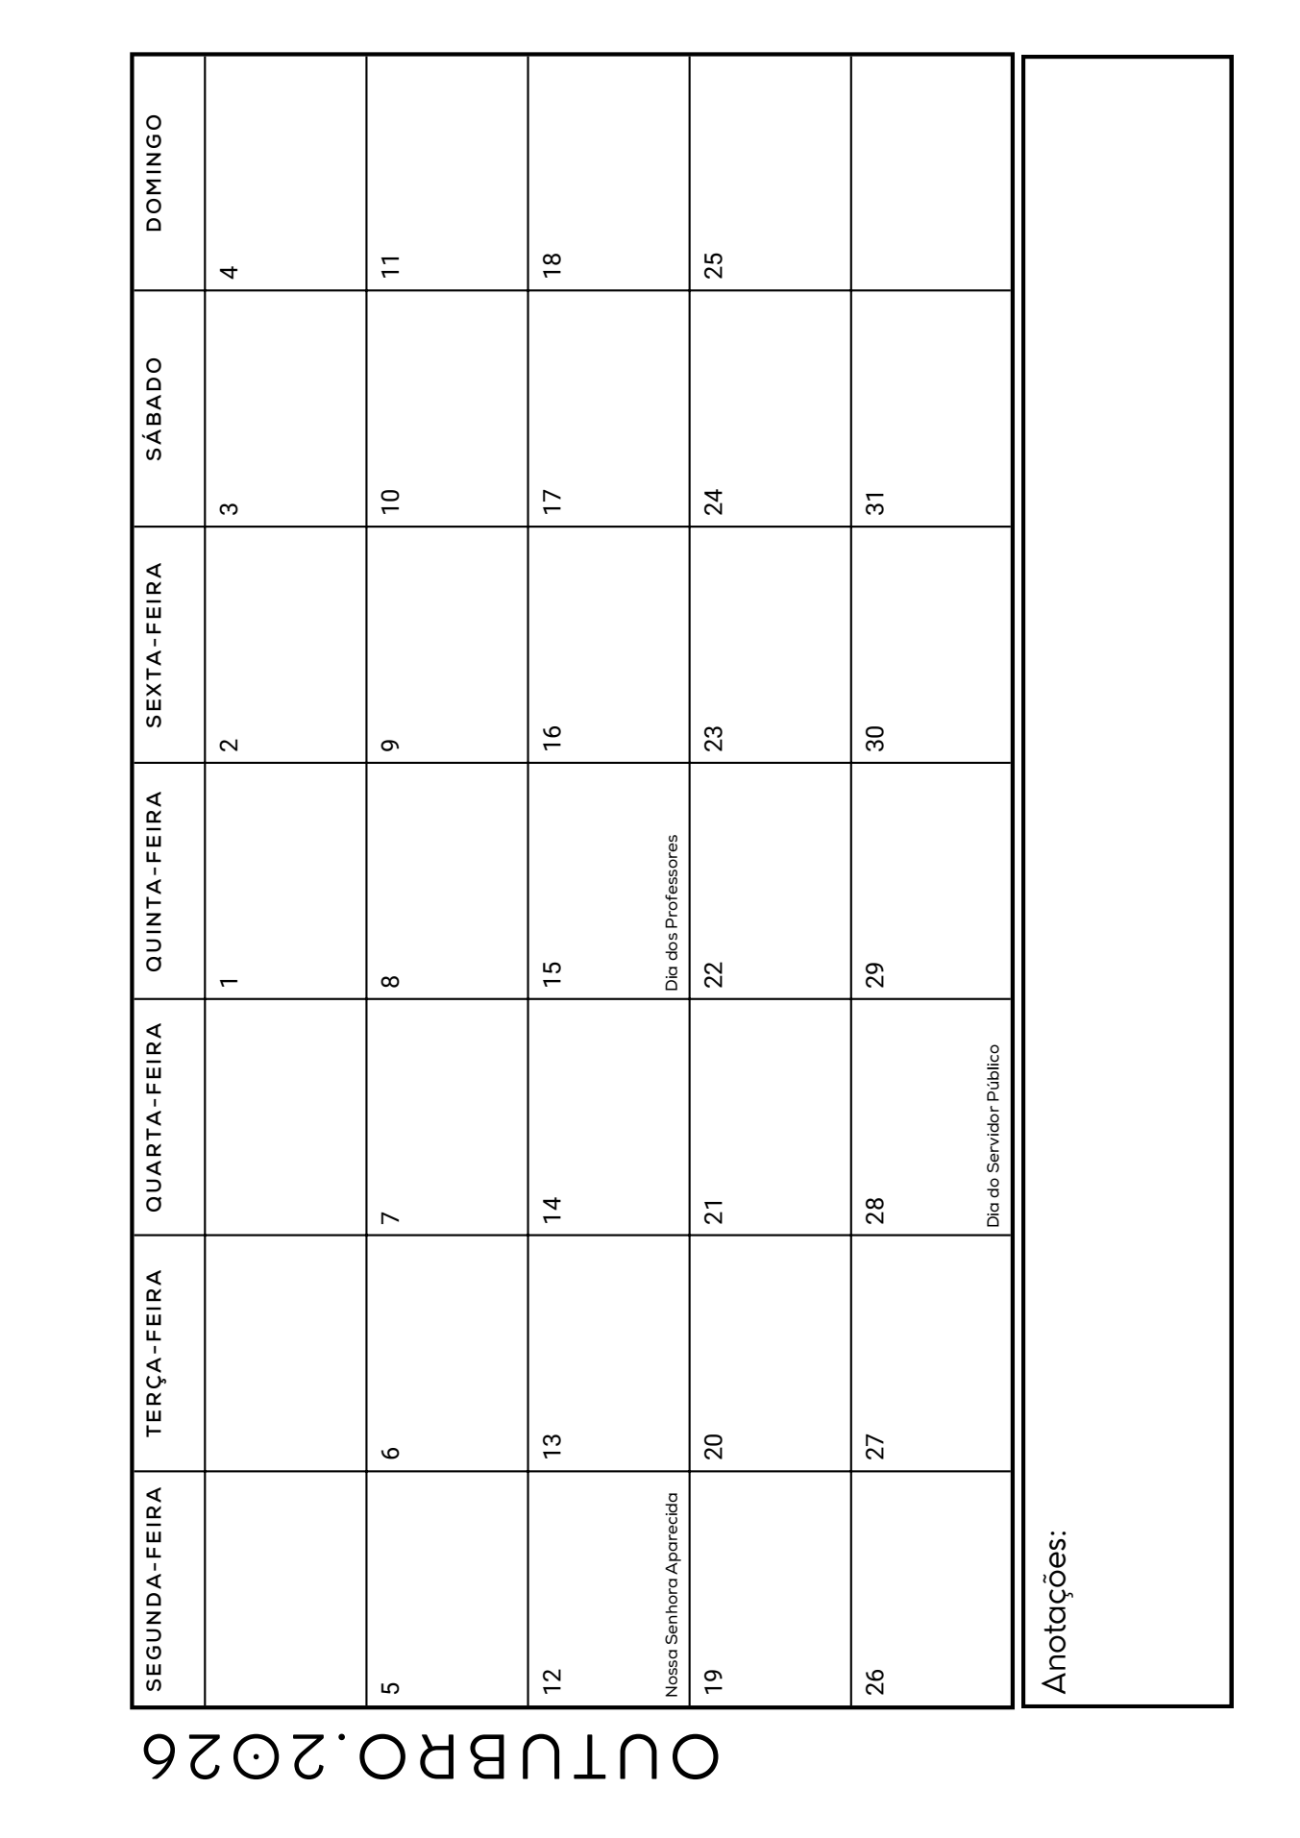 OUTUBRO.2026
SEGUNDA-FEIRA TERÇA-FEIRA QUARTA-FEIRA QUINTA-FEIRA SEXTA-FEIRA SÁBADO DOMINGO
1 2 3 4
5 6 7 8 9 10 11
12 13 14 15 16 17 18
Nossa Senhora Aparecida Dia dos Professores
19 20 21 22 23 24 25
26 27 28 29 30 31
Dia do Servidor Público
Anotações: